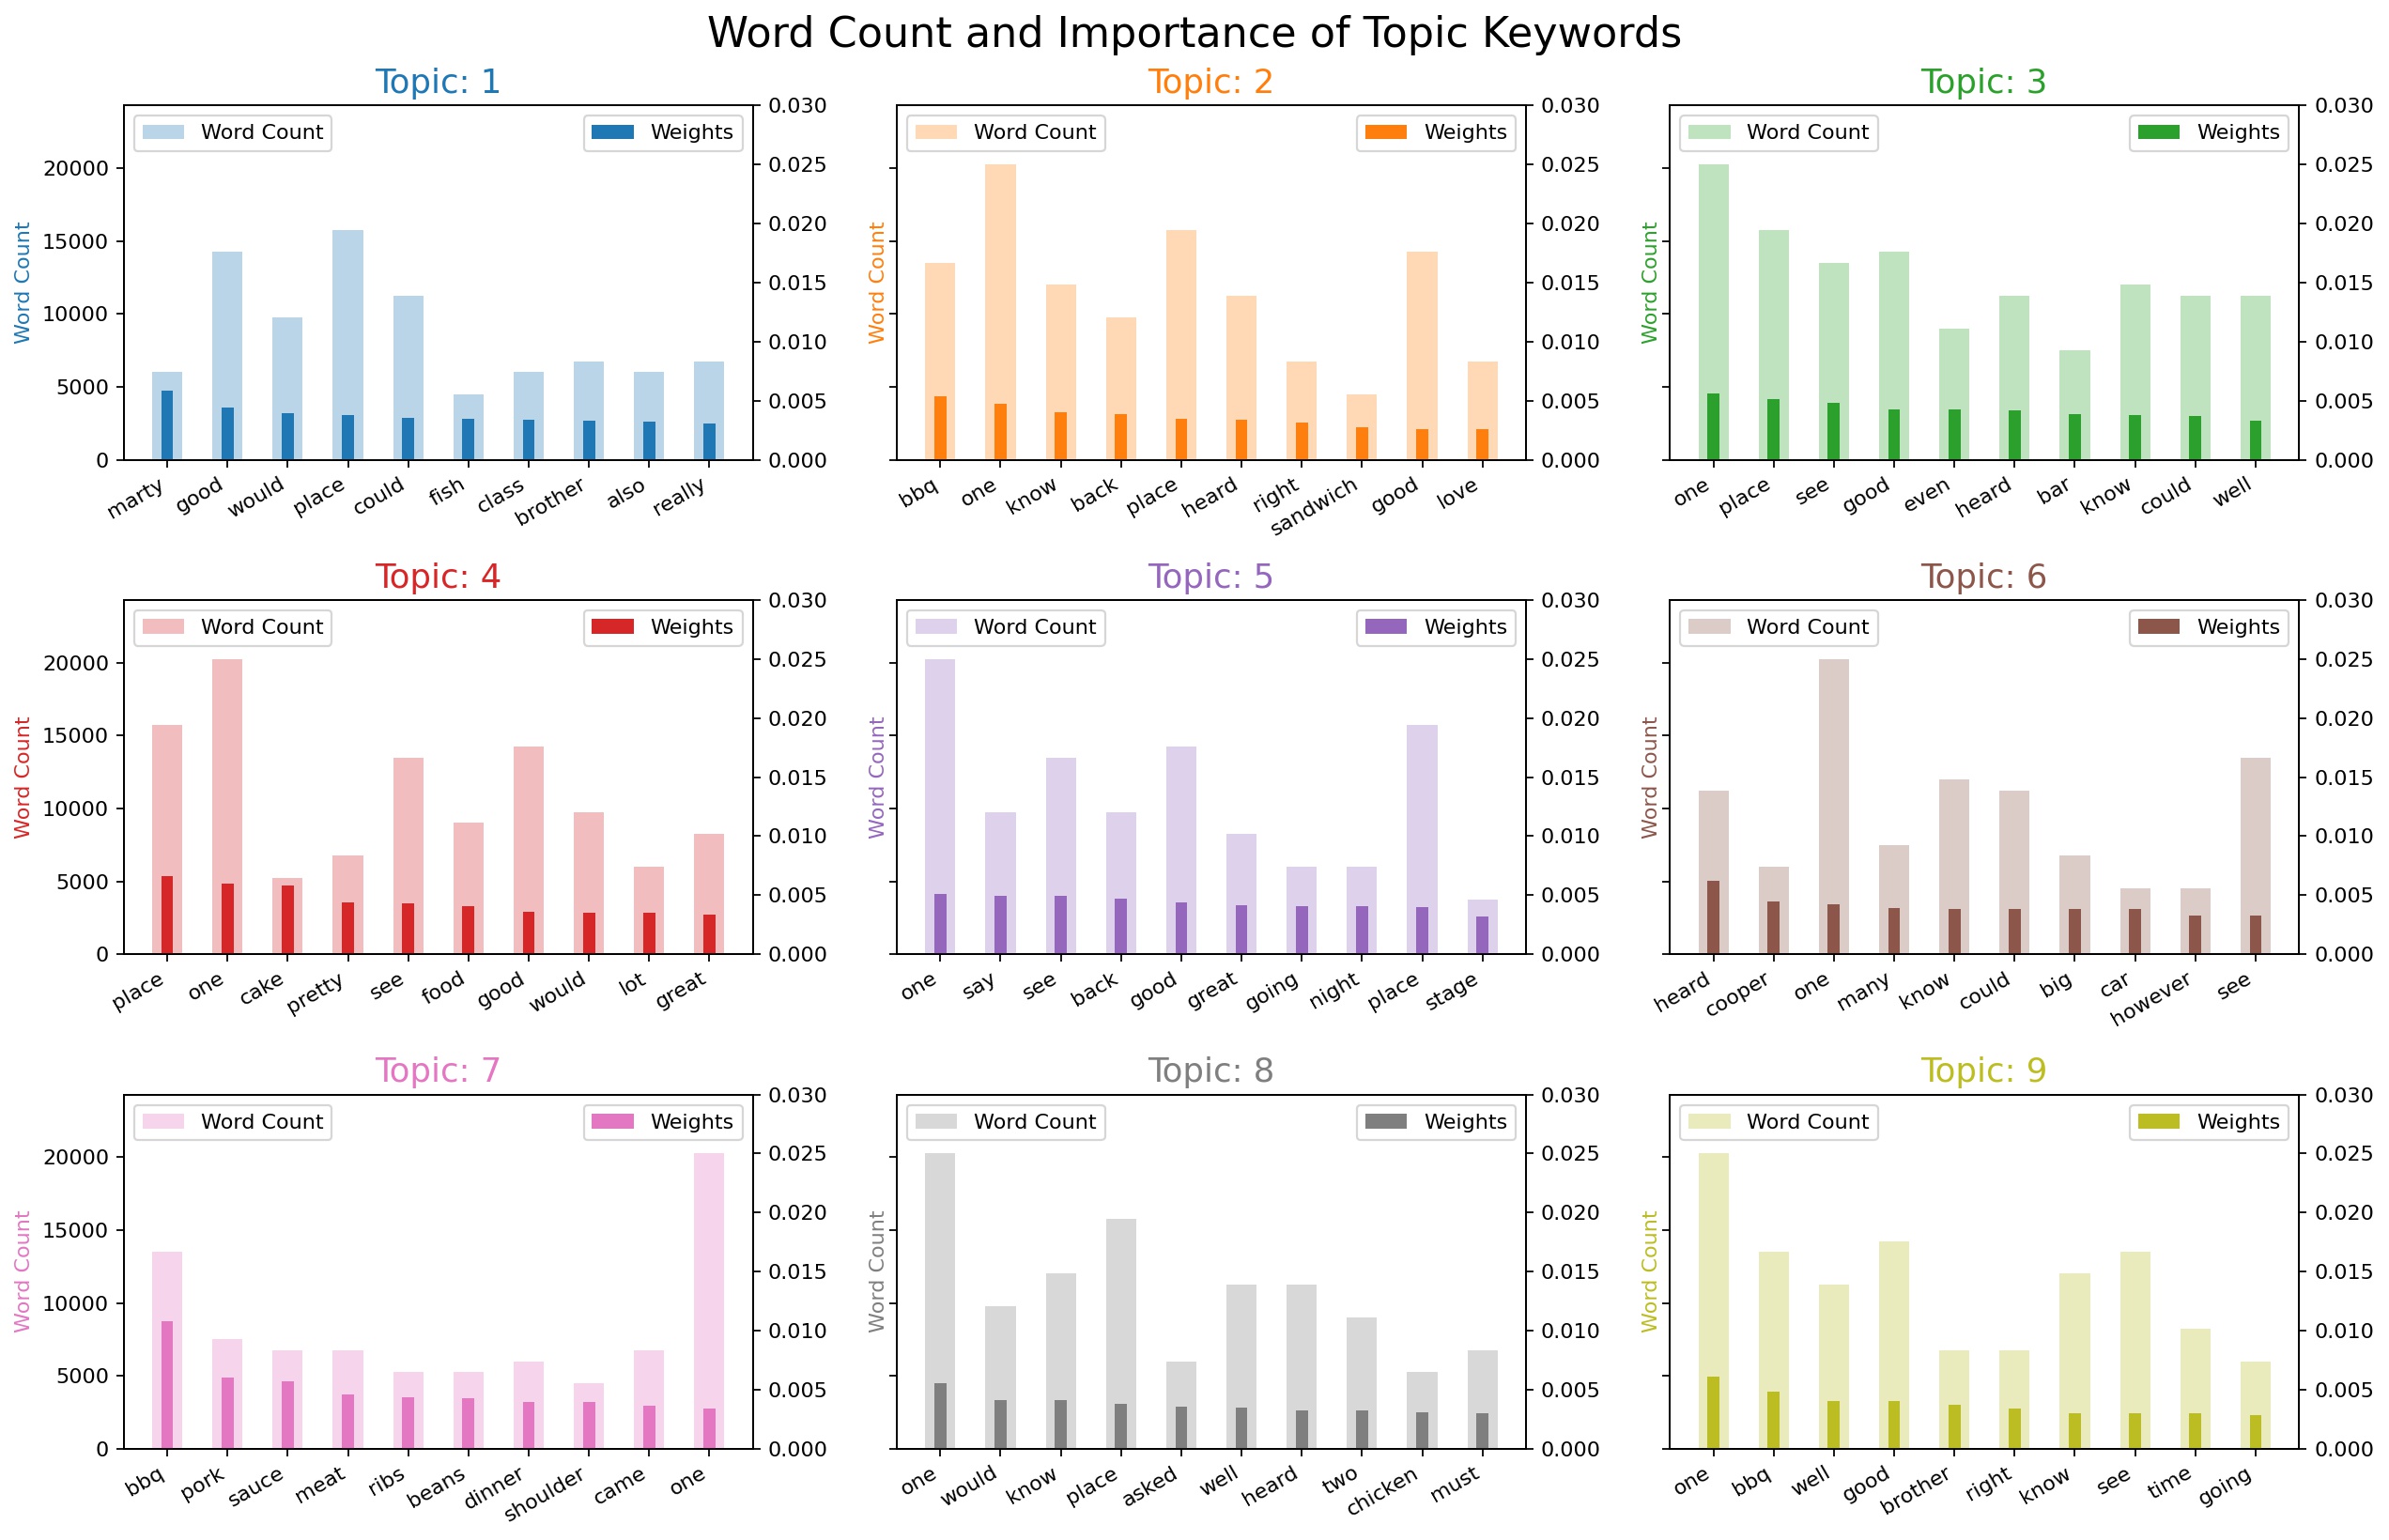 Word Count and Importance of Topic Keywords
Topic: 1
Word Count
Weights
Word Count
20000
15000
10000
5000
0
0.030
0.025
0.020
0.015
0.010
0.005
0.000
marty good would place could fish class brother also really
Topic: 2
Word Count
Weights
Word Count
0.030
0.025
0.020
0.015
0.010
0.005
0.000
bbq one know back place heard right sandwich good love
Topic: 3
Word Count
Weights
Word Count
0.030
0.025
0.020
0.015
0.010
0.005
0.000
one place see good even heard bar know could well
Topic: 4
Word Count
Weights
Word Count
20000
15000
10000
5000
0
0.030
0.025
0.020
0.015
0.010
0.005
0.000
place one cake pretty see food good would lot great
Topic: 5
Word Count
Weights
Word Count
0.030
0.025
0.020
0.015
0.010
0.005
0.000
one say see back good great going night place stage
Topic: 6
Word Count
Weights
Word Count
0.030
0.025
0.020
0.015
0.010
0.005
0.000
heard cooper one many know could big car however see
Topic: 7
Word Count
Weights
Word Count
20000
15000
10000
5000
0
0.030
0.025
0.020
0.015
0.010
0.005
0.000
bbq pork sauce meat ribs beans dinner shoulder came one
Topic: 8
Word Count
Weights
Word Count
0.030
0.025
0.020
0.015
0.010
0.005
0.000
one would know place asked well heard two chicken must
Topic: 9
Word Count
Weights
Word Count
0.030
0.025
0.020
0.015
0.010
0.005
0.000
one bbq well good brother right know see time going